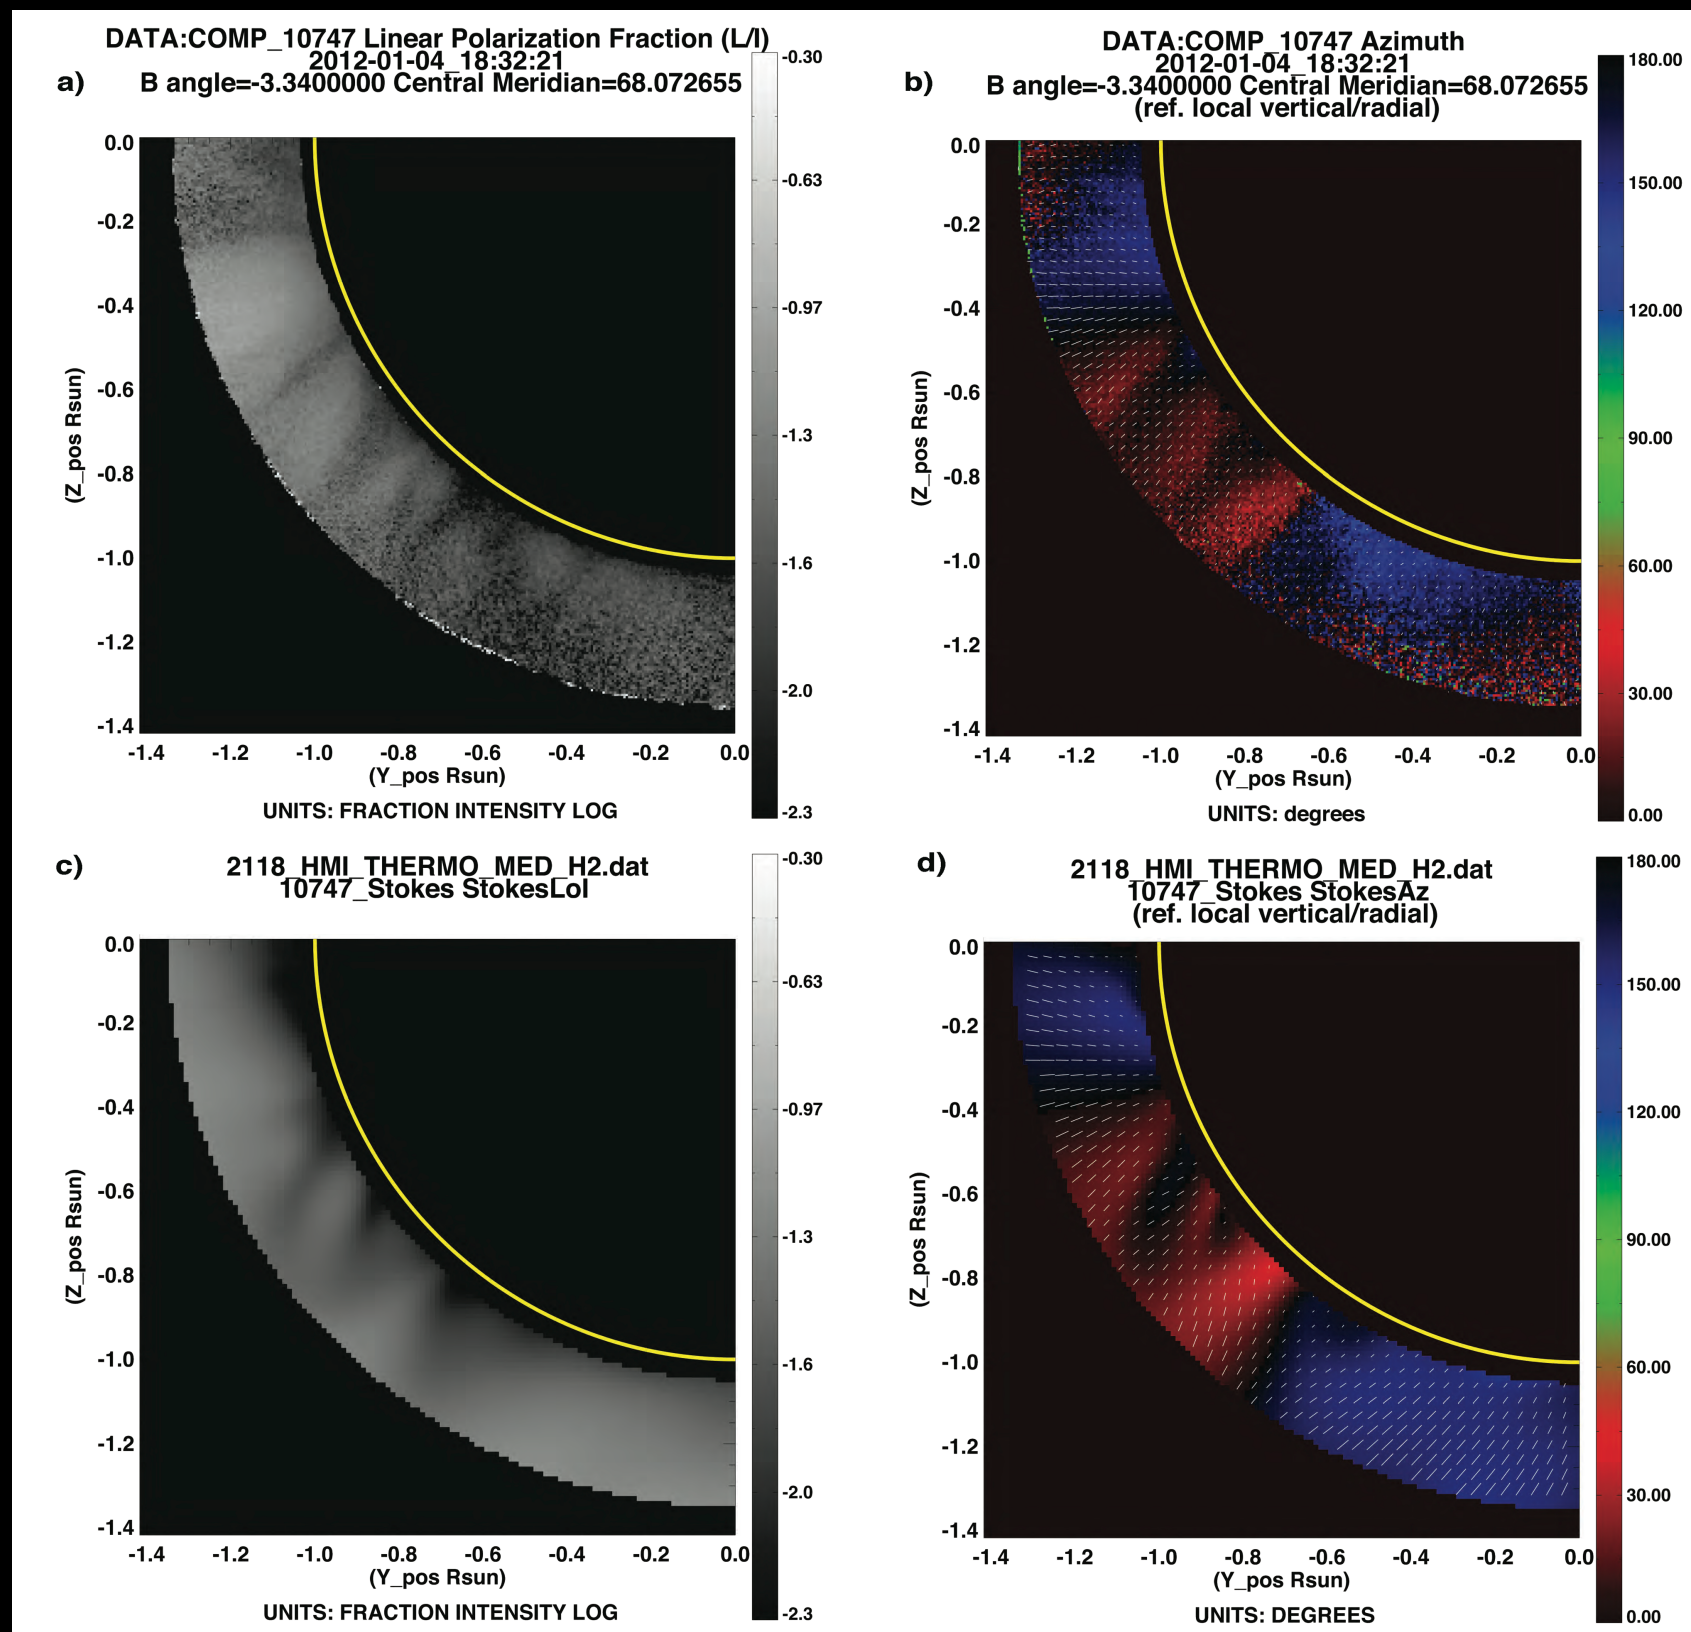 a)
DATA:COMP_10747 Linear Polarization Fraction (L/I)
2012-01-04_18:32:21
B angle=-3.3400000 Central Meridian=68.072655
0.0
-0.2
-0.4
-0.6
-0.8
-1.0
-1.2
-1.4
(Z_pos Rsun)
-1.4 -1.2 -1.0 -0.8 -0.6 -0.4 -0.2 0.0
(Y_pos Rsun)
UNITS: FRACTION INTENSITY LOG
-0.30
-0.63
-0.97
-1.3
-1.6
-2.0
-2.3
b)
DATA:COMP_10747 Azimuth
2012-01-04_18:32:21
B angle=-3.3400000 Central Meridian=68.072655
(ref. local vertical/radial)
0.0
-0.2
-0.4
-0.6
-0.8
-1.0
-1.2
-1.4
(Z_pos Rsun)
-1.4 -1.2 -1.0 -0.8 -0.6 -0.4 -0.2 0.0
(Y_pos Rsun)
UNITS: degrees
180.00
150.00
120.00
90.00
60.00
30.00
0.00
c)
2118_HMI_THERMO_MED_H2.dat
10747_Stokes StokesLoI
0.0
-0.2
-0.4
-0.6
-0.8
-1.0
-1.2
-1.4
(Z_pos Rsun)
-1.4 -1.2 -1.0 -0.8 -0.6 -0.4 -0.2 0.0
(Y_pos Rsun)
UNITS: FRACTION INTENSITY LOG
-0.30
-0.63
-0.97
-1.3
-1.6
-2.0
-2.3
d)
2118_HMI_THERMO_MED_H2.dat
10747_Stokes StokesAz
(ref. local vertical/radial)
0.0
-0.2
-0.4
-0.6
-0.8
-1.0
-1.2
-1.4
(Z_pos Rsun)
-1.4 -1.2 -1.0 -0.8 -0.6 -0.4 -0.2 0.0
(Y_pos Rsun)
UNITS: DEGREES
180.00
150.00
120.00
90.00
60.00
30.00
0.00